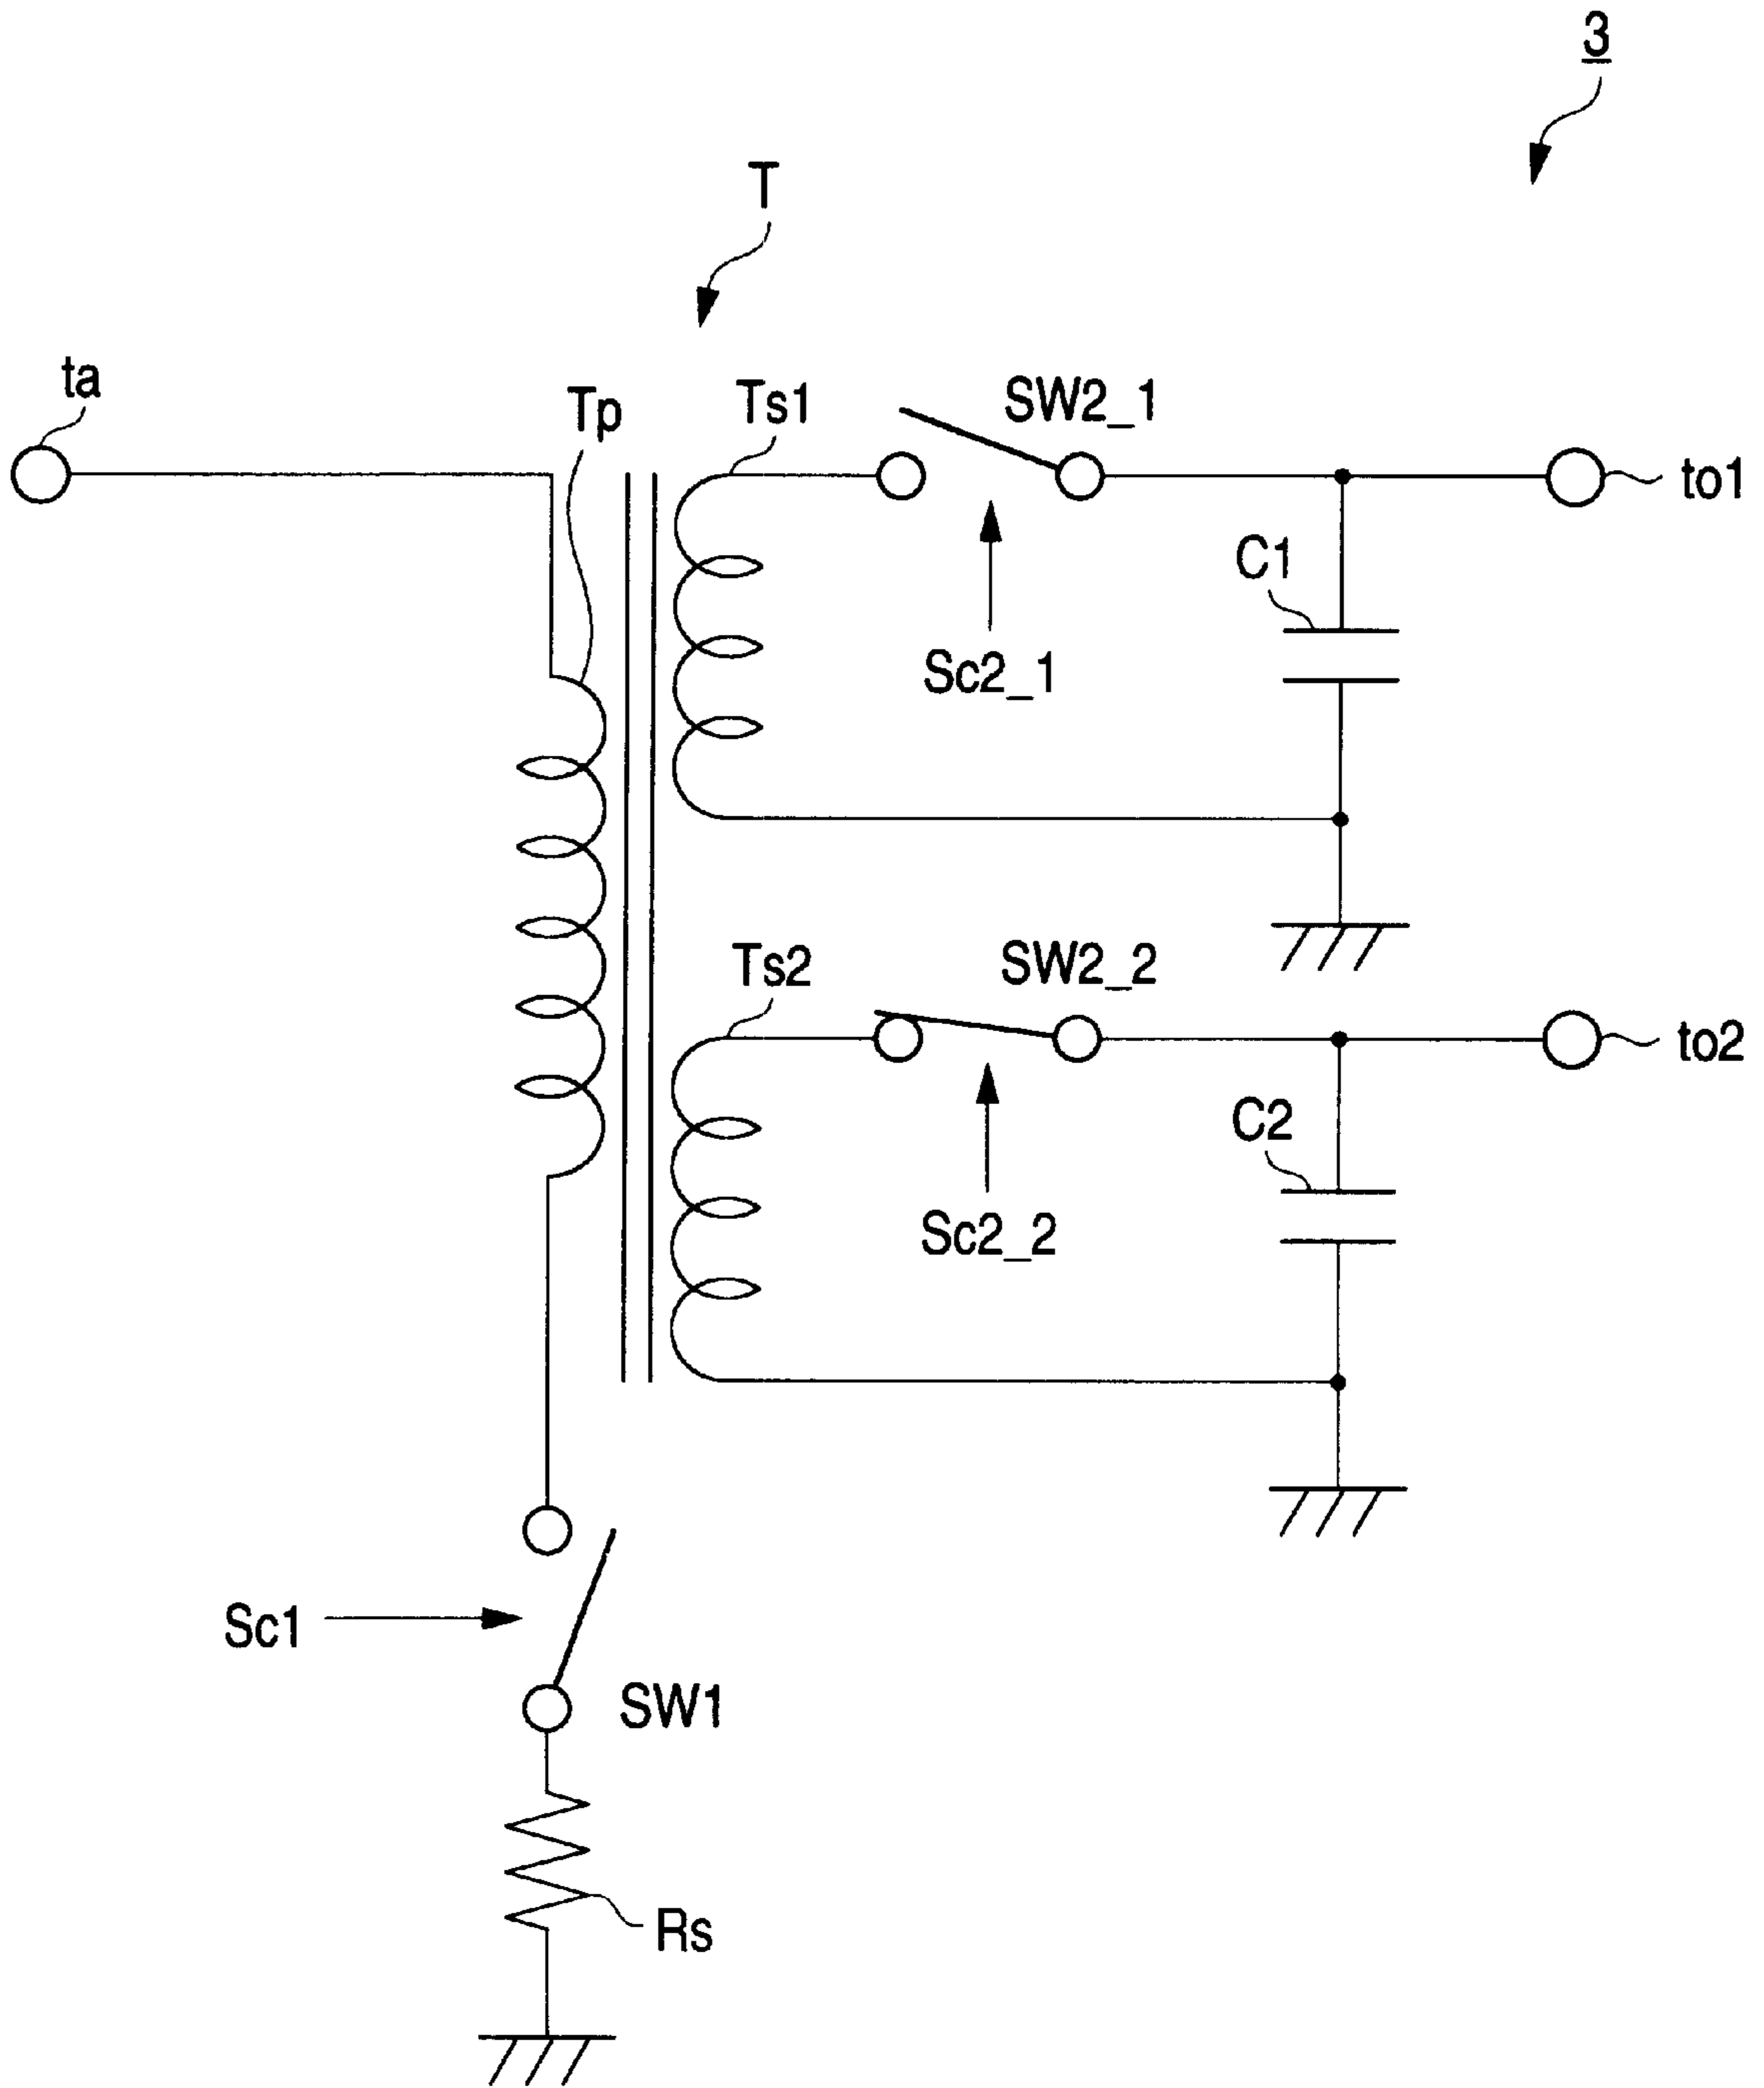 3
T
ta
Tp
Ts1
SW2_1
to1
C1
Sc2_1
Ts2
SW2_2
to2
C2
Sc2_2
Sc1
SW1
Rs